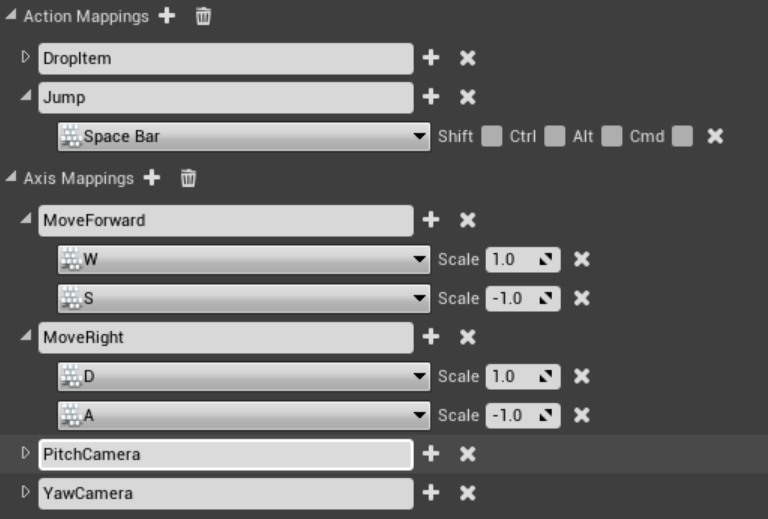 Action Mappings
DropItem
Jump
Space Bar Shift Ctrl Alt Cmd
Axis Mappings
MoveForward
W Scale 1.0
S Scale -1.0
MoveRight
D Scale 1.0
A Scale -1.0
PitchCamera
YawCamera